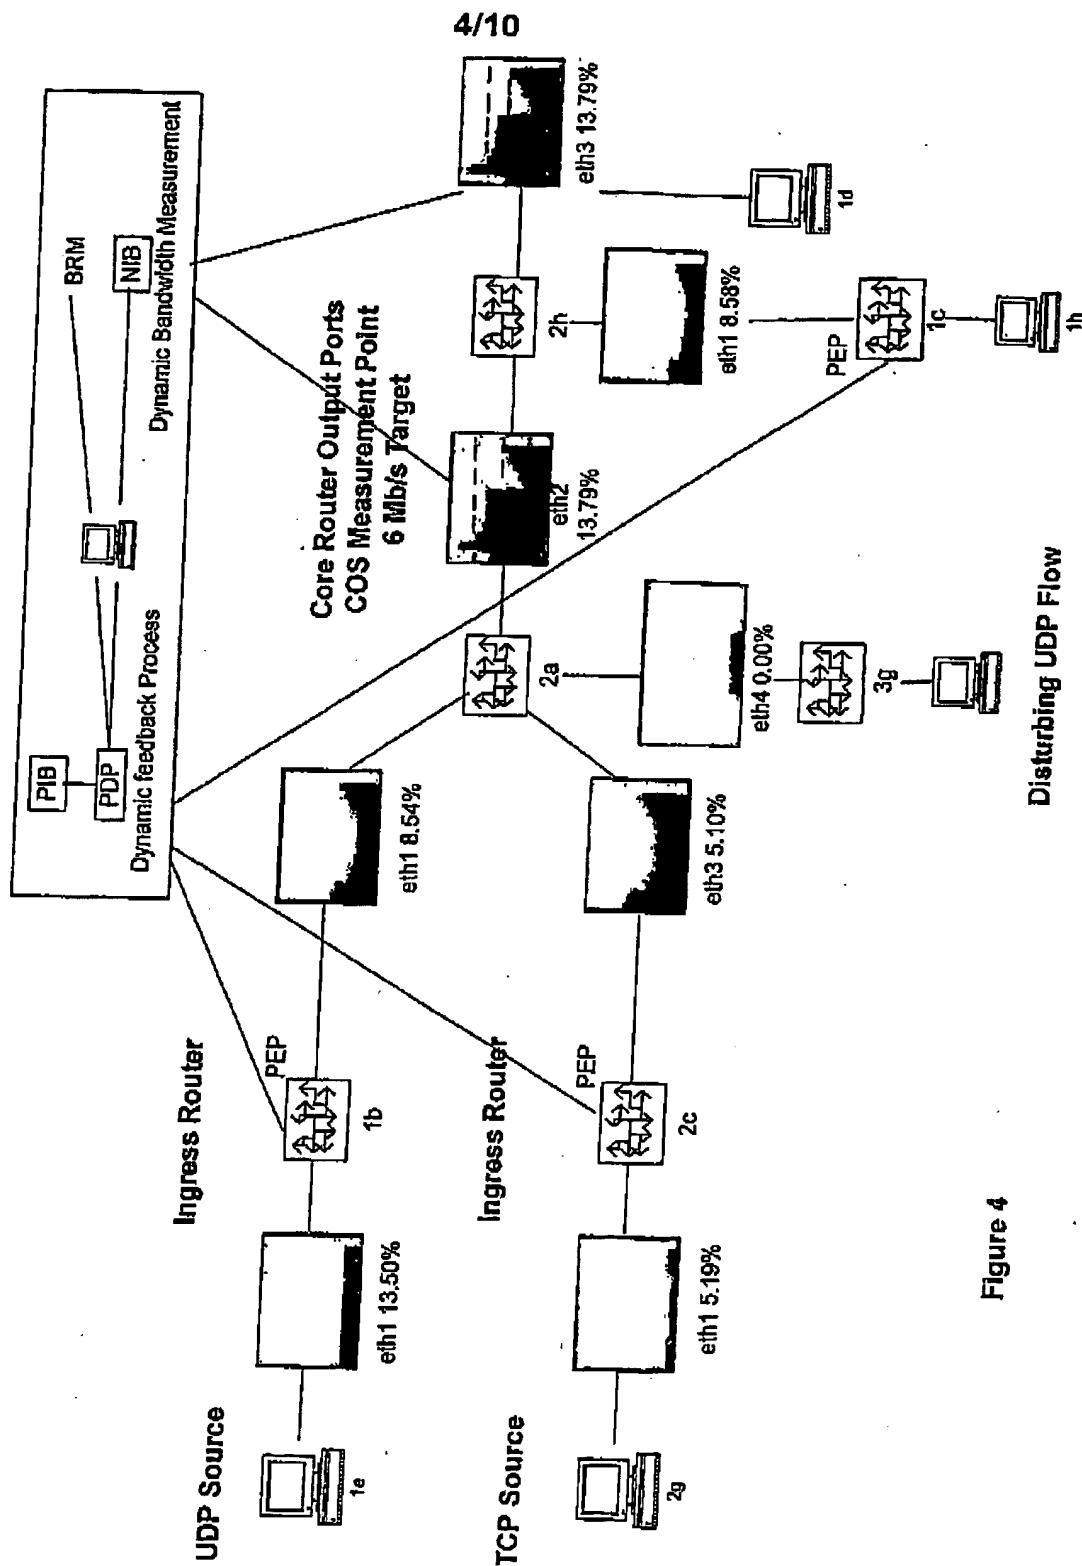 4/10
PIB
PDP
Dynamic feedback Process
BRM
NIB
Dynamic Bandwidth Measurement
Core Router Output Ports
COS Measurement Point
6 Mb/s Target
UDP Source
1e
eth1 13.50%
Ingress Router
PEP
1b
eth1 8.54%
TCP Source
2g
eth1 5.19%
Ingress Router
PEP
2c
eth3 5.10%
2a
eth2
13.79%
2h
eth3 13.79%
1d
eth1 8.58%
PEP
1c
1h
eth4 0.00%
3g
Disturbing UDP Flow
Figure 4